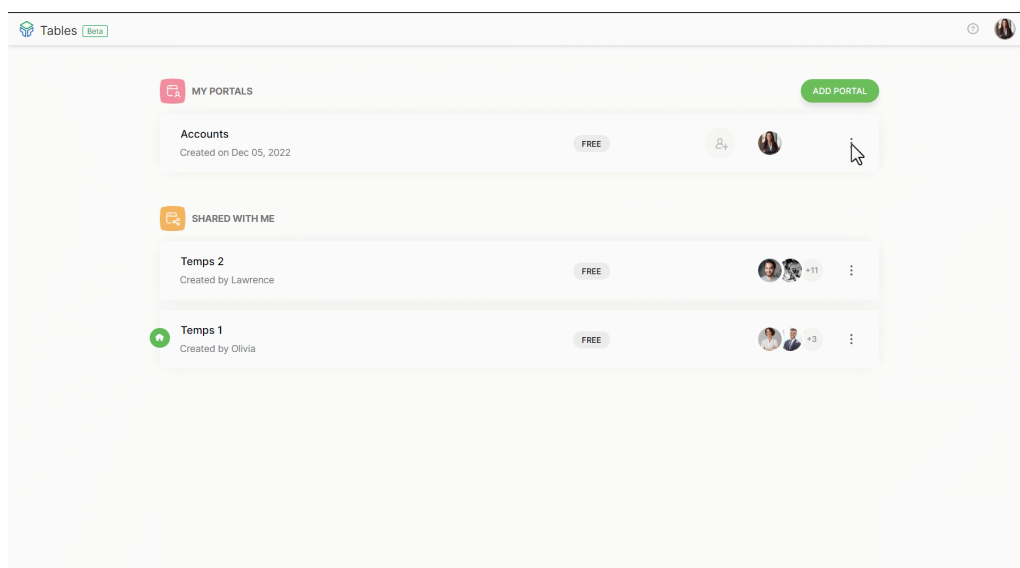 Tables Beta
MY PORTALS
ADD PORTAL
Accounts
Created on Dec 05, 2022
FREE
SHARED WITH ME
Temps 2
Created by Lawrence
FREE
+11
Temps 1
Created by Olivia
FREE
+3